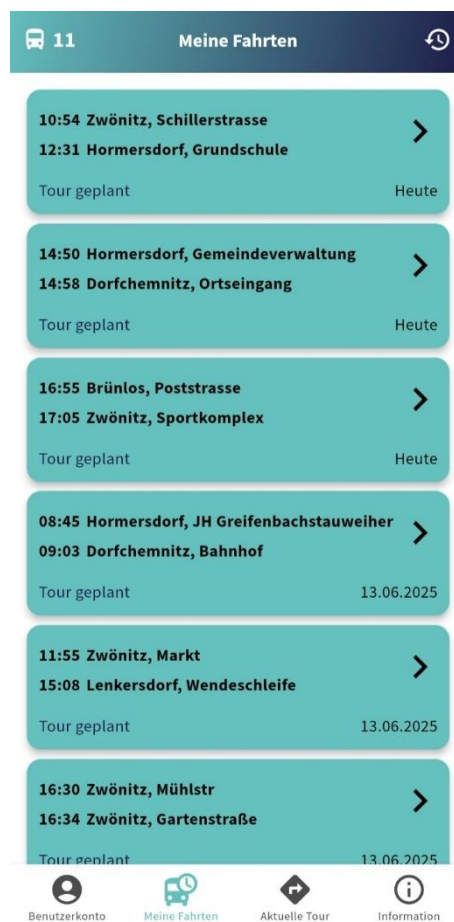 11 Meine Fahrten
10:54 Zwönitz, Schillerstrasse
12:31 Hormersdorf, Grundschule
Tour geplant Heute
14:50 Hormersdorf, Gemeindeverwaltung
14:58 Dorfchemnitz, Ortseingang
Tour geplant Heute
16:55 Brünlos, Poststrasse
17:05 Zwönitz, Sportkomplex
Tour geplant Heute
08:45 Hormersdorf, JH Greifenbachstauweiher
09:03 Dorfchemnitz, Bahnhof
Tour geplant 13.06.2025
11:55 Zwönitz, Markt
15:08 Lenkersdorf, Wendeschleife
Tour geplant 13.06.2025
16:30 Zwönitz, Mühlstr
16:34 Zwönitz, Gartenstraße
Tour geplant 13.06.2025
Benutzerkonto Meine Fahrten Aktuelle Tour Information